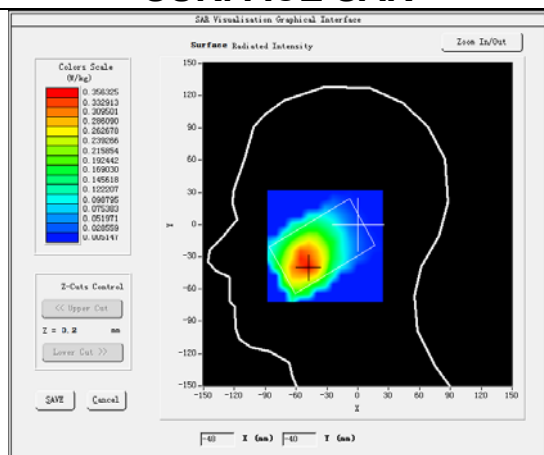 SAR Visualisation Graphical Interface
Surface Radiated Intensity
Zoom In/Out
Colors Scale
(W/kg)
0.356325
0.332913
0.309501
0.286090
0.262678
0.239266
0.215854
0.192442
0.169030
0.145618
0.122207
0.098795
0.075383
0.051971
0.028559
0.005147
150
120
90
60
30
0
-30
-60
-90
-120
-150
Y
-150 -120 -90 -60 -30 0 30 60 90 120 150
X
Z-Cuts Control
<< Upper Cut
Z = 0.2 mm
Lower Cut >>
SAVE Cancel
-40 X (mm) -40 Y (mm)